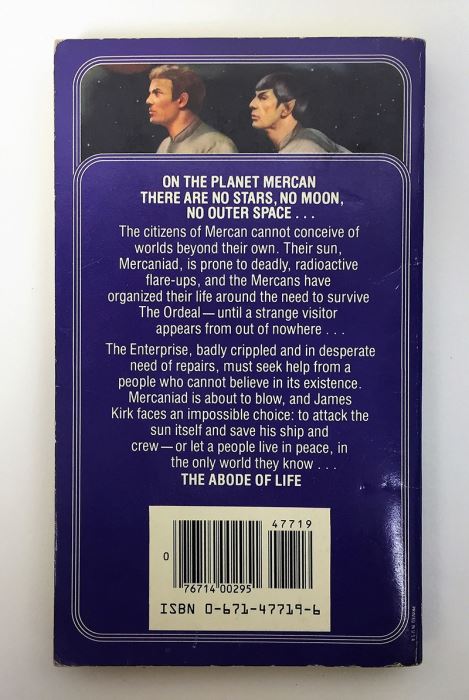 ON THE PLANET MERCAN
THERE ARE NO STARS, NO MOON,
NO OUTER SPACE . . .
The citizens of Mercan cannot conceive of
worlds beyond their own. Their sun,
Mercaniad, is prone to deadly, radioactive
flare-ups, and the Mercans have
organized their life around the need to survive
The Ordeal—until a strange visitor
appears from out of nowhere . . .
The Enterprise, badly crippled and in desperate
need of repairs, must seek help from a
people who cannot believe in its existence.
Mercaniad is about to blow, and James
Kirk faces an impossible choice: to attack the
sun itself and save his ship and
crew—or let a people live in peace, in
the only world they know . . .
THE ABODE OF LIFE
47719
0
76714 00295
ISBN 0-671-47719-6